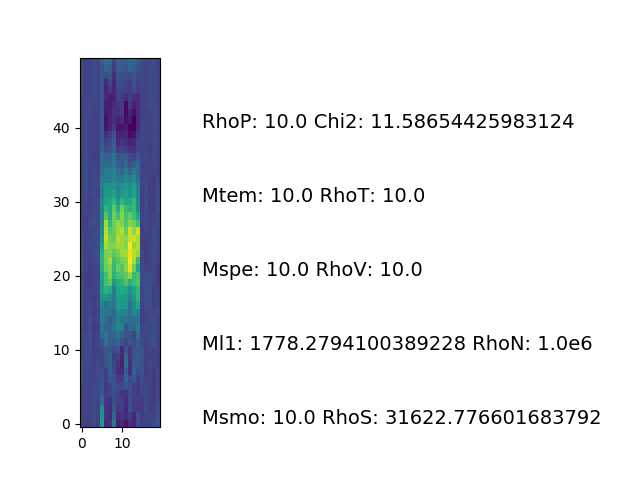 40
30
20
10
0
0 10
RhoP: 10.0 Chi2: 11.58654425983124
Mtem: 10.0 RhoT: 10.0
Mspe: 10.0 RhoV: 10.0
Ml1: 1778.2794100389228 RhoN: 1.0e6
Msmo: 10.0 RhoS: 31622.776601683792